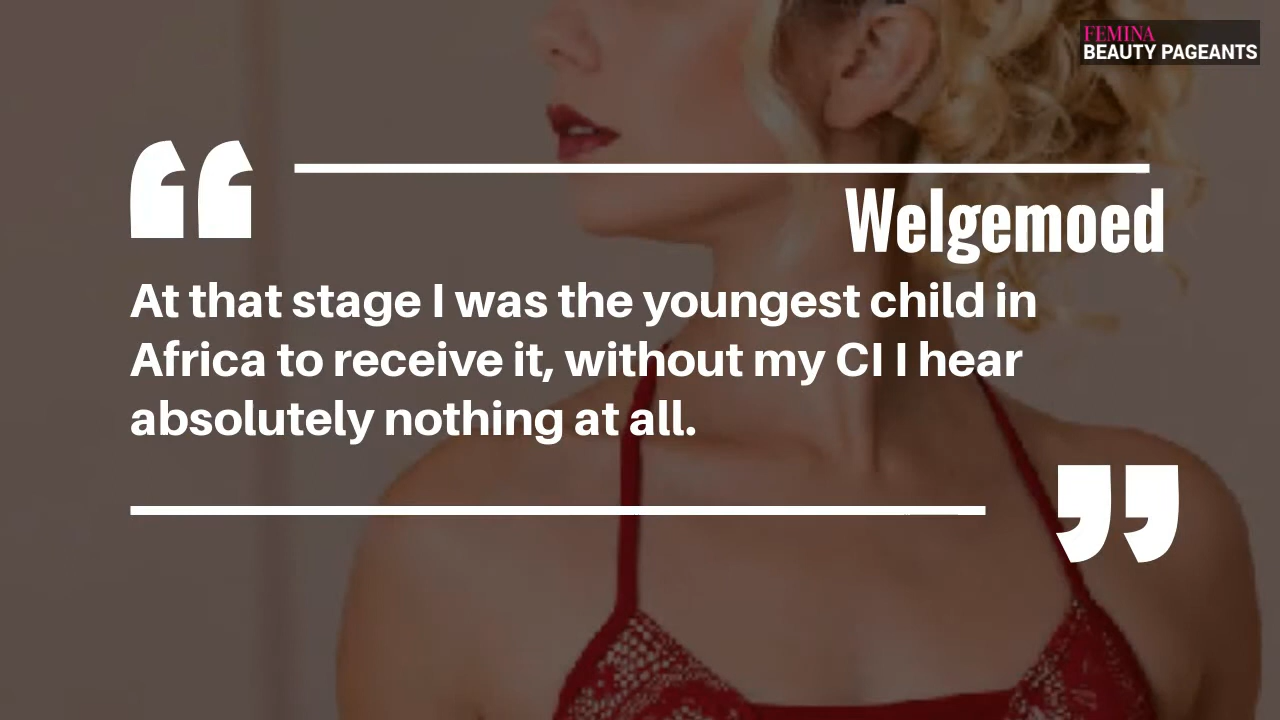 FEMINA
BEAUTY PAGEANTS
Welgemoed
At that stage I was the youngest child in
Africa to receive it, without my CI I hear
absolutely nothing at all.